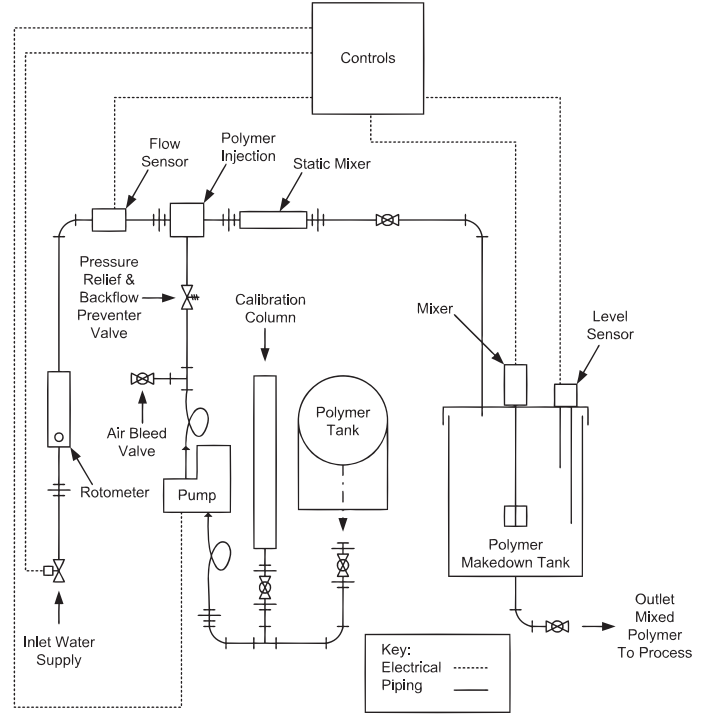 Controls
Flow
Sensor
Polymer
Injection
Static Mixer
Pressure
Relief &
Backflow
Preventer
Valve
Calibration
Column
Mixer
Level
Sensor
Air Bleed
Valve
Polymer
Tank
Rotometer
Pump
Polymer
Makedown Tank
Inlet Water
Supply
Outlet
Mixed
Polymer
To Process
Key:
Electrical
Piping